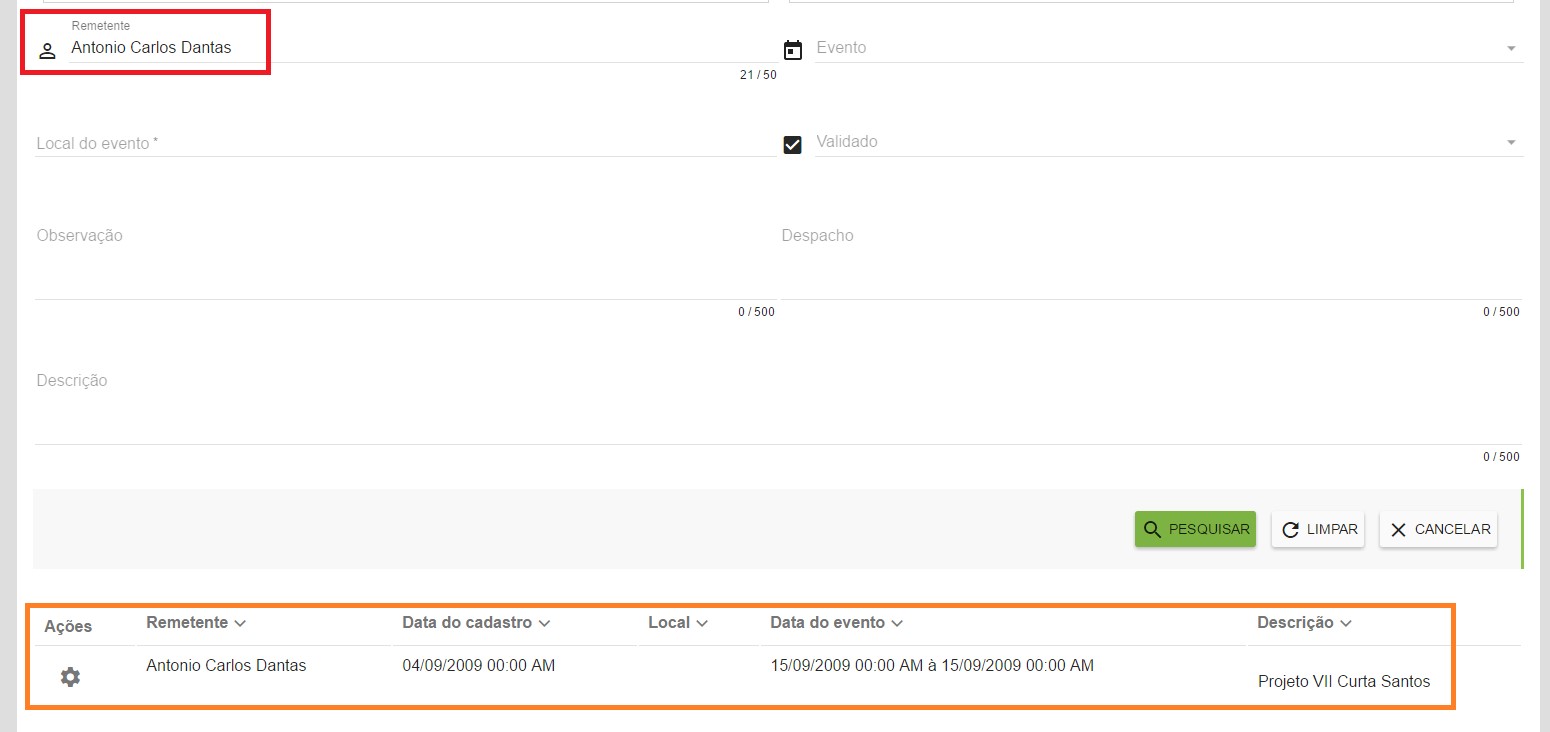 Remetente
Antonio Carlos Dantas
Evento
21 / 50
Local do evento *
Validado
Observação
Despacho
0 / 500
0 / 500
Descrição
0 / 500
PESQUISAR LIMPAR CANCELAR
Ações Remetente Data do cadastro Local Data do evento Descrição
Antonio Carlos Dantas 04/09/2009 00:00 AM 15/09/2009 00:00 AM à 15/09/2009 00:00 AM
Projeto VII Curta Santos